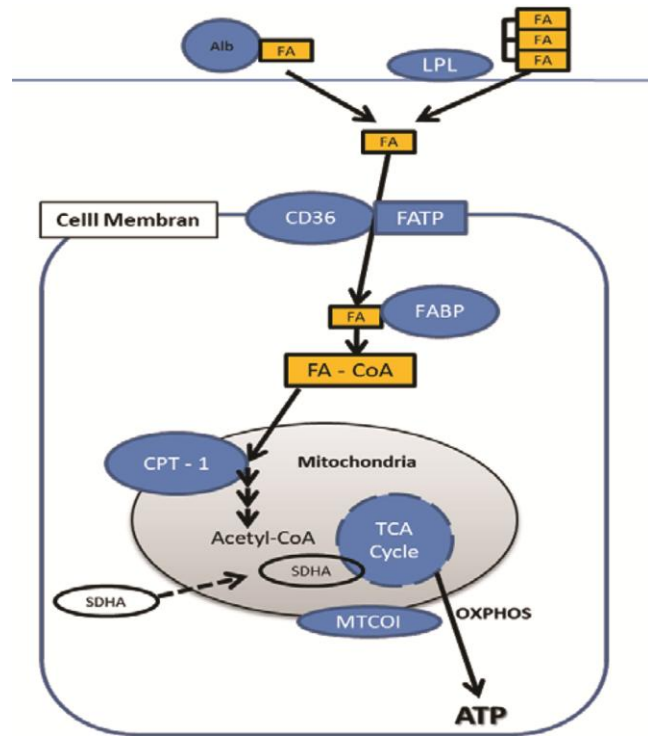 Alb
FA
LPL
FA
FA
FA
FA
Celll Membran
CD36
FATP
FA
FABP
FA - CoA
CPT - 1
Mitochondria
Acetyl-CoA
TCA
Cycle
SDHA
SDHA
MTCOI
OXPHOS
ATP